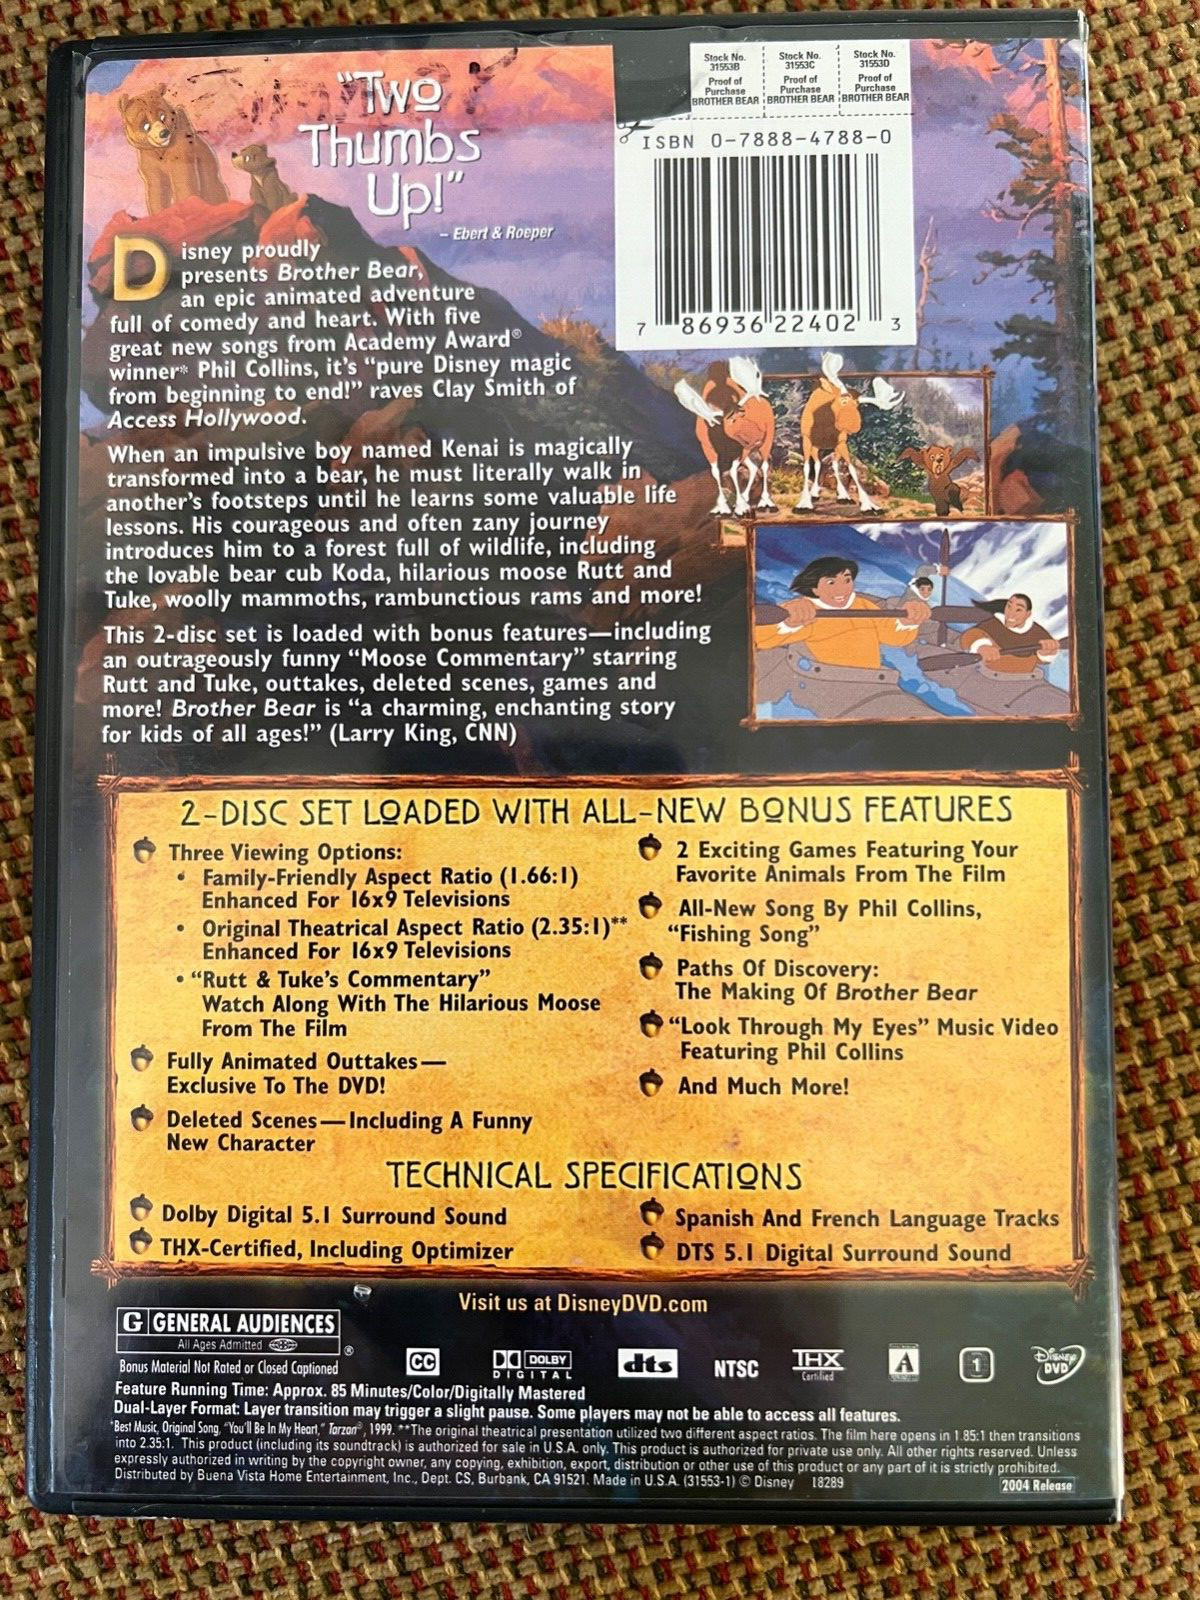 "Two
Thumbs
Up!"
– Ebert & Roeper
Disney proudly
presents Brother Bear,
an epic animated adventure
full of comedy and heart. With five
great new songs from Academy Award®
winner* Phil Collins, it's "pure Disney magic
from beginning to end!" raves Clay Smith of
Access Hollywood.
When an impulsive boy named Kenai is magically
transformed into a bear, he must literally walk in
another's footsteps until he learns some valuable life
lessons. His courageous and often zany journey
introduces him to a forest full of wildlife, including
the lovable bear cub Koda, hilarious moose Rutt and
Tuke, woolly mammoths, rambunctious rams and more!
This 2-disc set is loaded with bonus features—including
an outrageously funny "Moose Commentary" starring
Rutt and Tuke, outtakes, deleted scenes, games and
more! Brother Bear is "a charming, enchanting story
for kids of all ages!" (Larry King, CNN)
Stock No.
31553B
Proof of
Purchase
BROTHER BEAR
Stock No.
31553C
Proof of
Purchase
BROTHER BEAR
Stock No.
31553D
Proof of
Purchase
BROTHER BEAR
ISBN 0-7888-4788-0
7 86936 22402 3
2-DISC SET LOADED WITH ALL-NEW BONUS FEATURES
Three Viewing Options:
• Family-Friendly Aspect Ratio (1.66:1)
Enhanced For 16x9 Televisions
• Original Theatrical Aspect Ratio (2.35:1)**
Enhanced For 16x9 Televisions
• "Rutt & Tuke's Commentary"
Watch Along With The Hilarious Moose
From The Film
Fully Animated Outtakes—
Exclusive To The DVD!
Deleted Scenes—Including A Funny
New Character
2 Exciting Games Featuring Your
Favorite Animals From The Film
All-New Song By Phil Collins,
"Fishing Song"
Paths Of Discovery:
The Making Of Brother Bear
"Look Through My Eyes" Music Video
Featuring Phil Collins
And Much More!
TECHNICAL SPECIFICATIONS
Dolby Digital 5.1 Surround Sound
THX-Certified, Including Optimizer
Spanish And French Language Tracks
DTS 5.1 Digital Surround Sound
Visit us at DisneyDVD.com
G GENERAL AUDIENCES
All Ages Admitted ®
Bonus Material Not Rated or Closed Captioned
CC
DOLBY
DIGITAL
dts
NTSC
THX
Certified
A
1
DISNEY
DVD
Feature Running Time: Approx. 85 Minutes/Color/Digitally Mastered
Dual-Layer Format: Layer transition may trigger a slight pause. Some players may not be able to access all features.
*Best Music, Original Song, "You'll Be In My Heart," Tarzan®, 1999. **The original theatrical presentation utilized two different aspect ratios. The film here opens in 1.85:1 then transitions
into 2.35:1. This product (including its soundtrack) is authorized for sale in U.S.A. only. This product is authorized for private use only. All other rights reserved. Unless
expressly authorized in writing by the copyright owner, any copying, exhibition, export, distribution or other use of this product or any part of it is strictly prohibited.
Distributed by Buena Vista Home Entertainment, Inc., Dept. CS, Burbank, CA 91521. Made in U.S.A. (31553-1) © Disney 18289
2004 Release